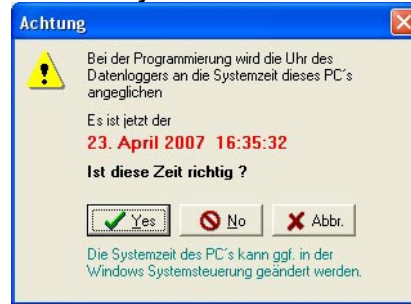 Achtung
Bei der Programmierung wird die Uhr des
Datenloggers an die Systemzeit dieses PC´s
angeglichen
Es ist jetzt der
23. April 2007 16:35:32
Ist diese Zeit richtig ?
Yes No Abbr.
Die Systemzeit des PC´s kann ggf. in der
Windows Systemsteuerung geändert werden.